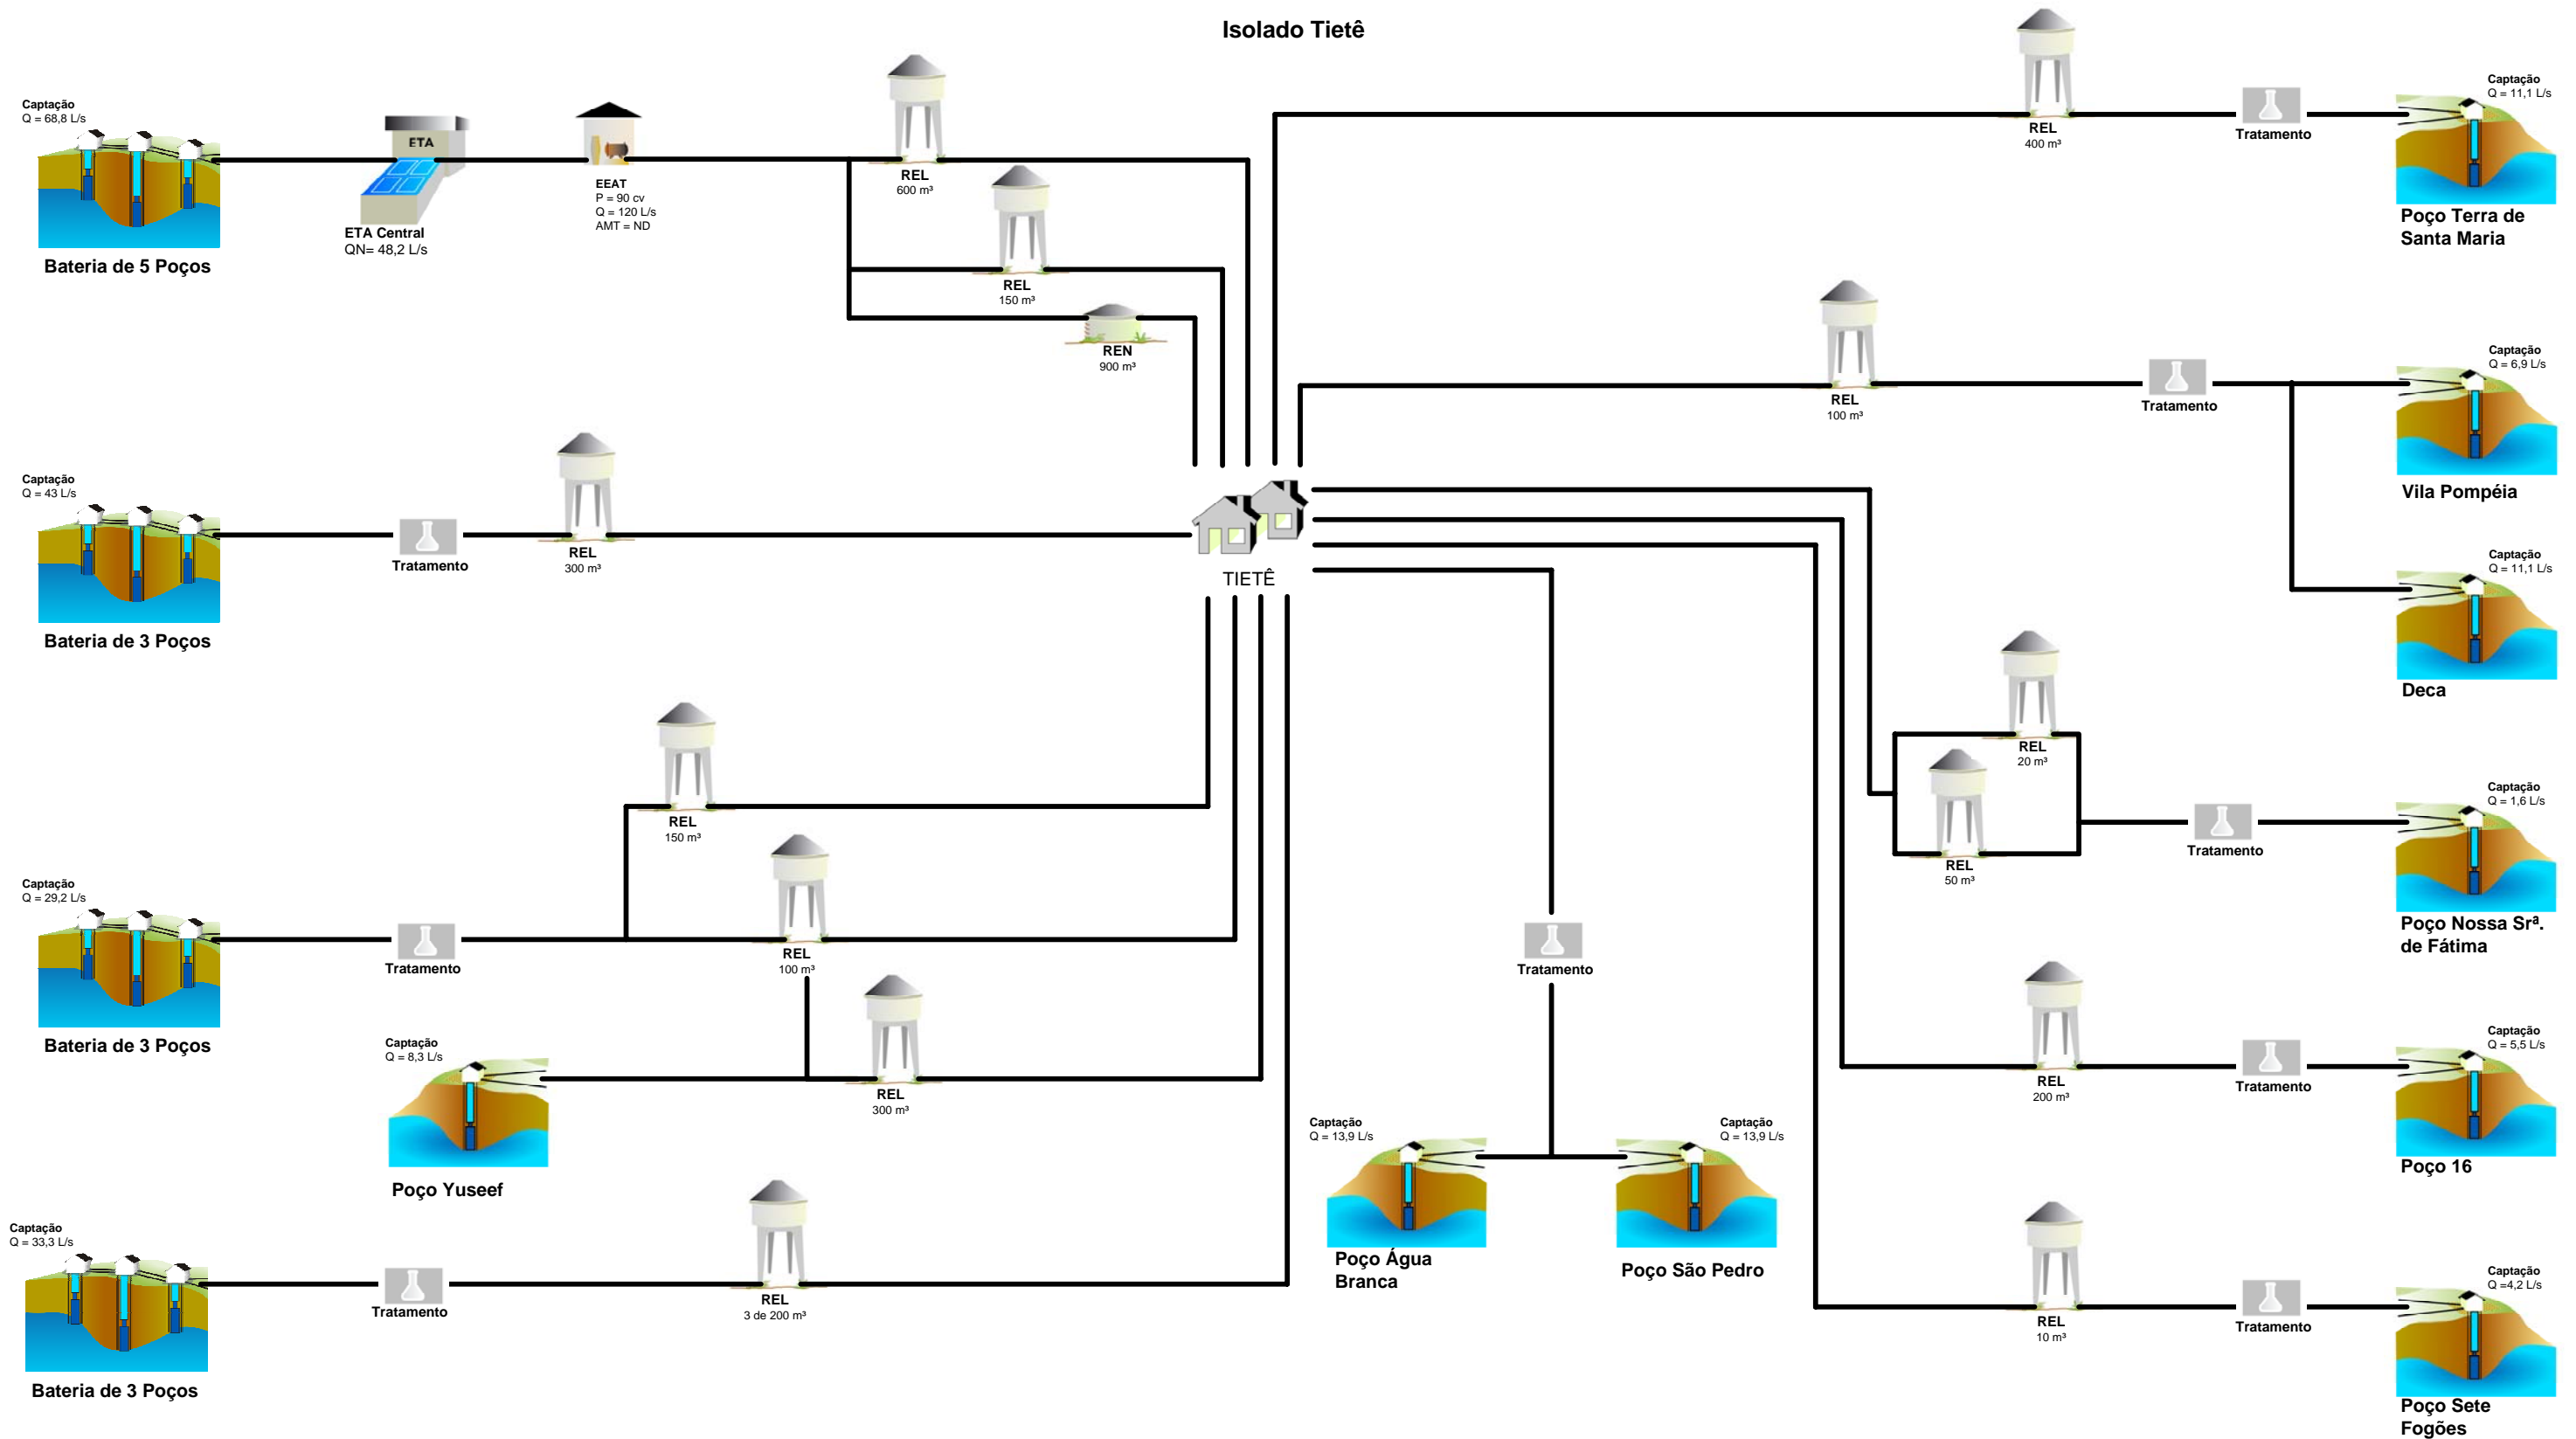 Isolado Tietê
Captação
Q = 68,8 L/s
Bateria de 5 Poços
ETA
ETA Central
QN= 48,2 L/s
EEAT
P = 90 cv
Q = 120 L/s
AMT = ND
REL
600 m³
REL
150 m³
REN
900 m³
REL
400 m³
Tratamento
Captação
Q = 11,1 L/s
Poço Terra de
Santa Maria
REL
100 m³
Tratamento
Captação
Q = 6,9 L/s
Vila Pompéia
Captação
Q = 11,1 L/s
Deca
Captação
Q = 43 L/s
Bateria de 3 Poços
Tratamento
REL
300 m³
TIETÊ
REL
150 m³
Captação
Q = 29,2 L/s
Bateria de 3 Poços
Tratamento
REL
100 m³
Captação
Q = 8,3 L/s
Poço Yuseef
REL
300 m³
Captação
Q = 33,3 L/s
Bateria de 3 Poços
Tratamento
REL
3 de 200 m³
Tratamento
Captação
Q = 13,9 L/s
Poço Água
Branca
Captação
Q = 13,9 L/s
Poço São Pedro
REL
20 m³
REL
50 m³
Tratamento
Captação
Q = 1,6 L/s
Poço Nossa Srª.
de Fátima
REL
200 m³
Tratamento
Captação
Q = 5,5 L/s
Poço 16
REL
10 m³
Tratamento
Captação
Q =4,2 L/s
Poço Sete
Fogões